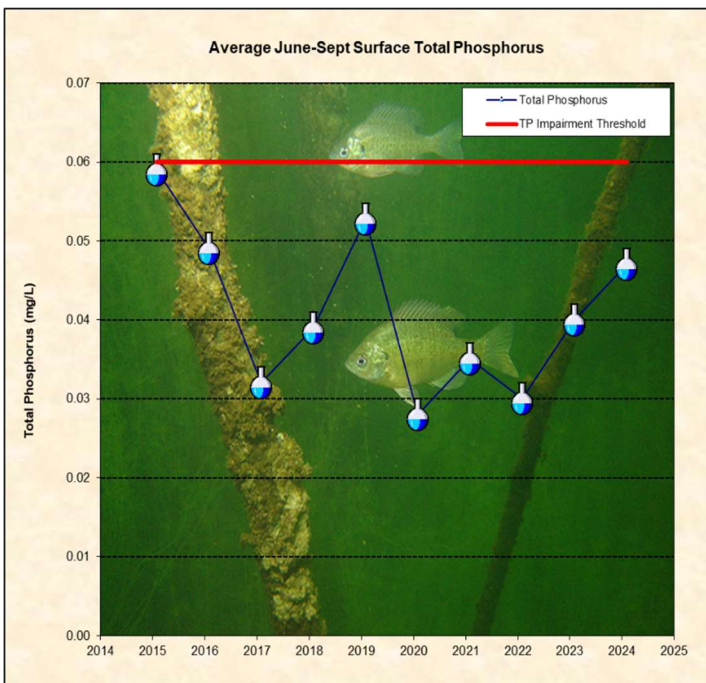 Average June-Sept Surface Total Phosphorus
Total Phosphorus
TP Impairment Threshold
Total Phosphorus (mg/L)
0.07
0.06
0.05
0.04
0.03
0.02
0.01
0.00
2014 2015 2016 2017 2018 2019 2020 2021 2022 2023 2024 2025